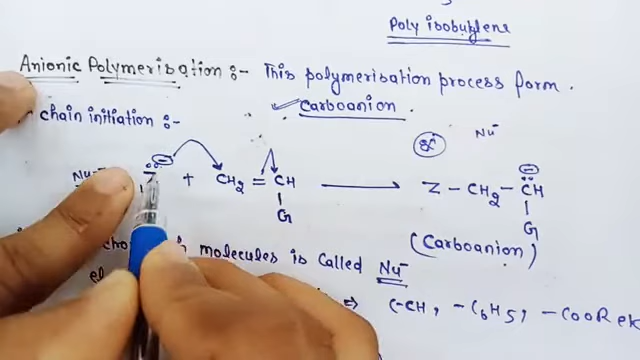 Poly isobutylene
Anionic Polymerisation :- This polymerisation process form.
Carboanion
chain initiation :-
Nu⁻
Z⁻ + CH₂ = CH ⟶ Z - CH₂ - CH⁻
G G
(Carboanion)
molecules is called Nu⁻
el ⇒ C-CH, -C₆H₅, -COOR etc